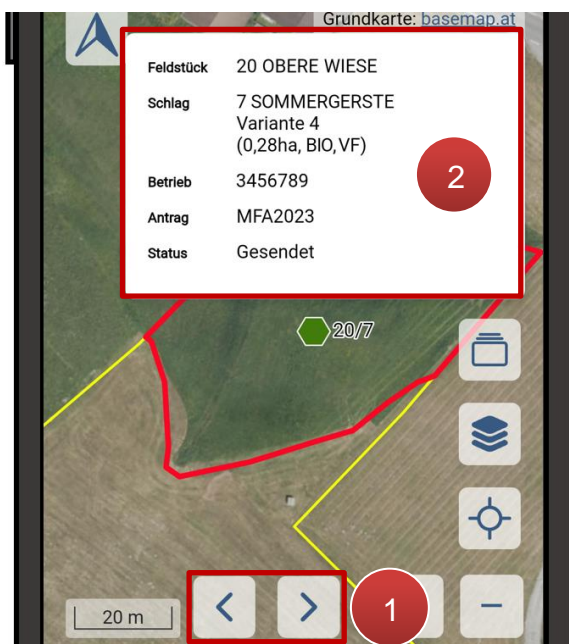 Grundkarte: basemap.at
Feldstück 20 OBERE WIESE
Schlag 7 SOMMERGERSTE
Variante 4
(0,28ha, BIO,VF)
Betrieb 3456789
Antrag MFA2023
Status Gesendet
2
20/7
20 m
1